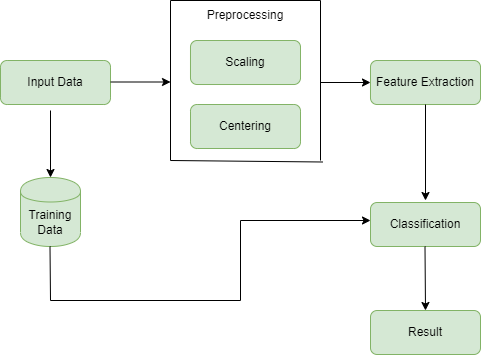 Preprocessing
Scaling
Input Data
Feature Extraction
Centering
Training
Data
Classification
Result